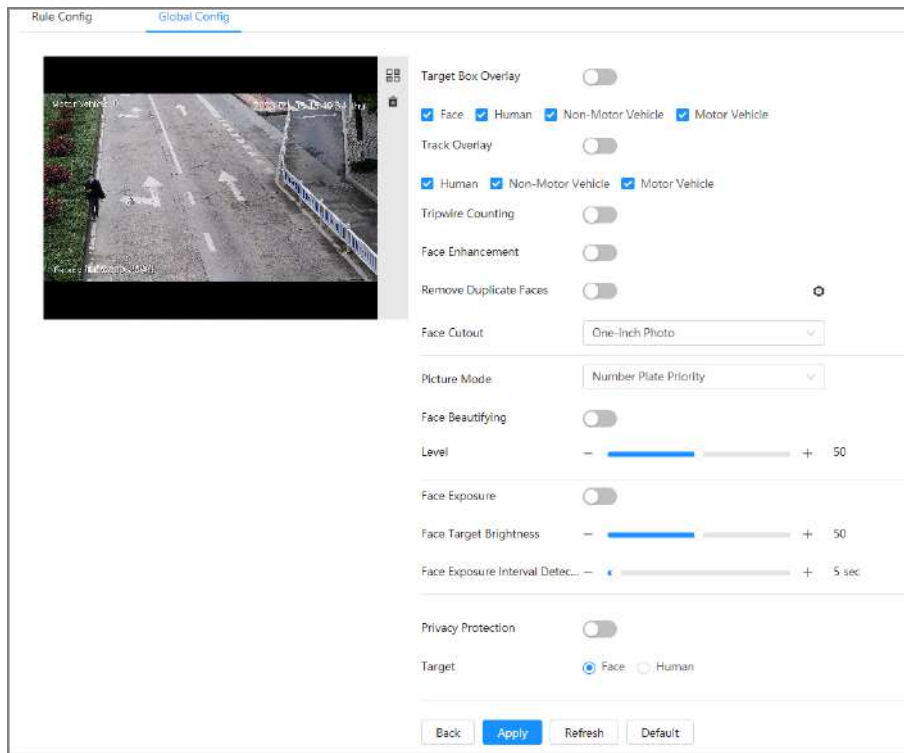 Rule Config Global Config
Target Box Overlay
Face Human Non-Motor Vehicle Motor Vehicle
Track Overlay
Human Non-Motor Vehicle Motor Vehicle
Tripwire Counting
Face Enhancement
Remove Duplicate Faces
Face Cutout One-Inch Photo
Picture Mode Number Plate Priority
Face Beautifying
Level − + 50
Face Exposure
Face Target Brightness − + 50
Face Exposure Interval Detec... − + 5 sec
Privacy Protection
Target Face Human
Back Apply Refresh Default
Motor Vehicle